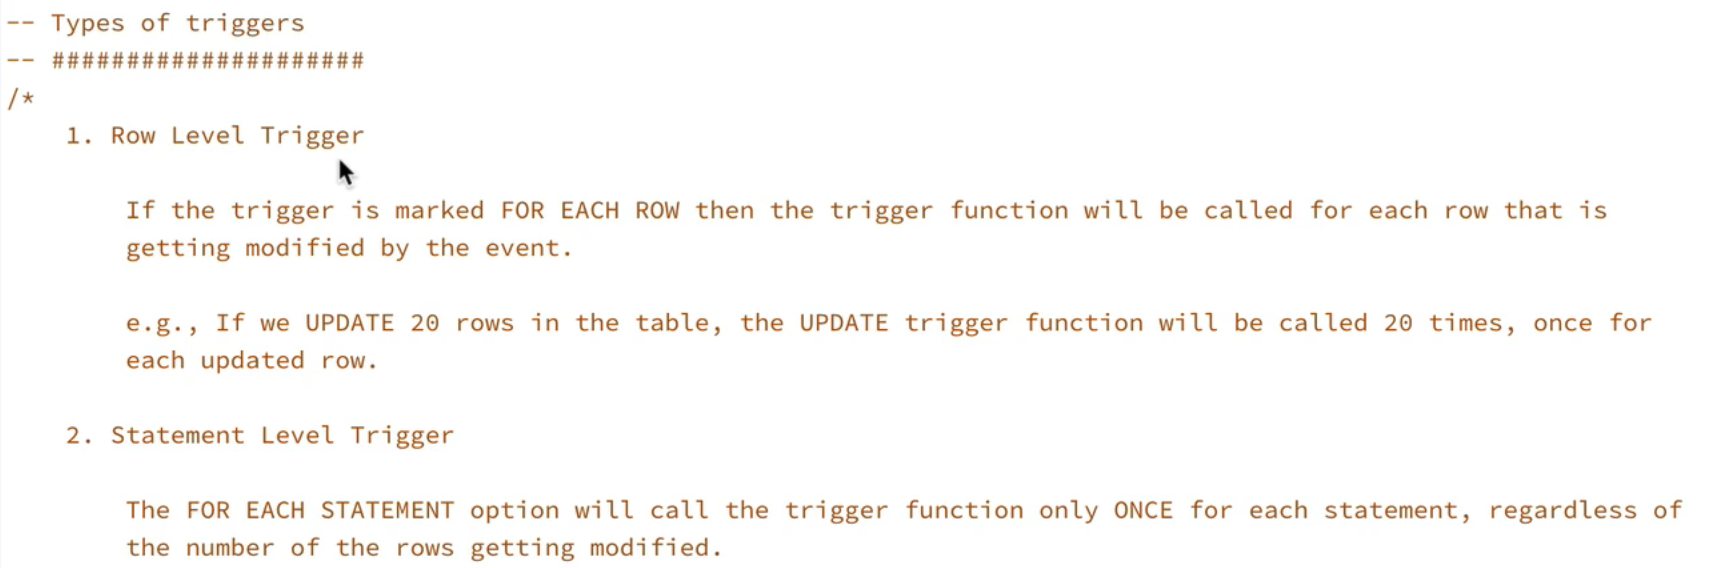 -- Types of triggers
-- #####################
/*
1. Row Level Trigger
If the trigger is marked FOR EACH ROW then the trigger function will be called for each row that is
getting modified by the event.
e.g., If we UPDATE 20 rows in the table, the UPDATE trigger function will be called 20 times, once for
each updated row.
2. Statement Level Trigger
The FOR EACH STATEMENT option will call the trigger function only ONCE for each statement, regardless of
the number of the rows getting modified.